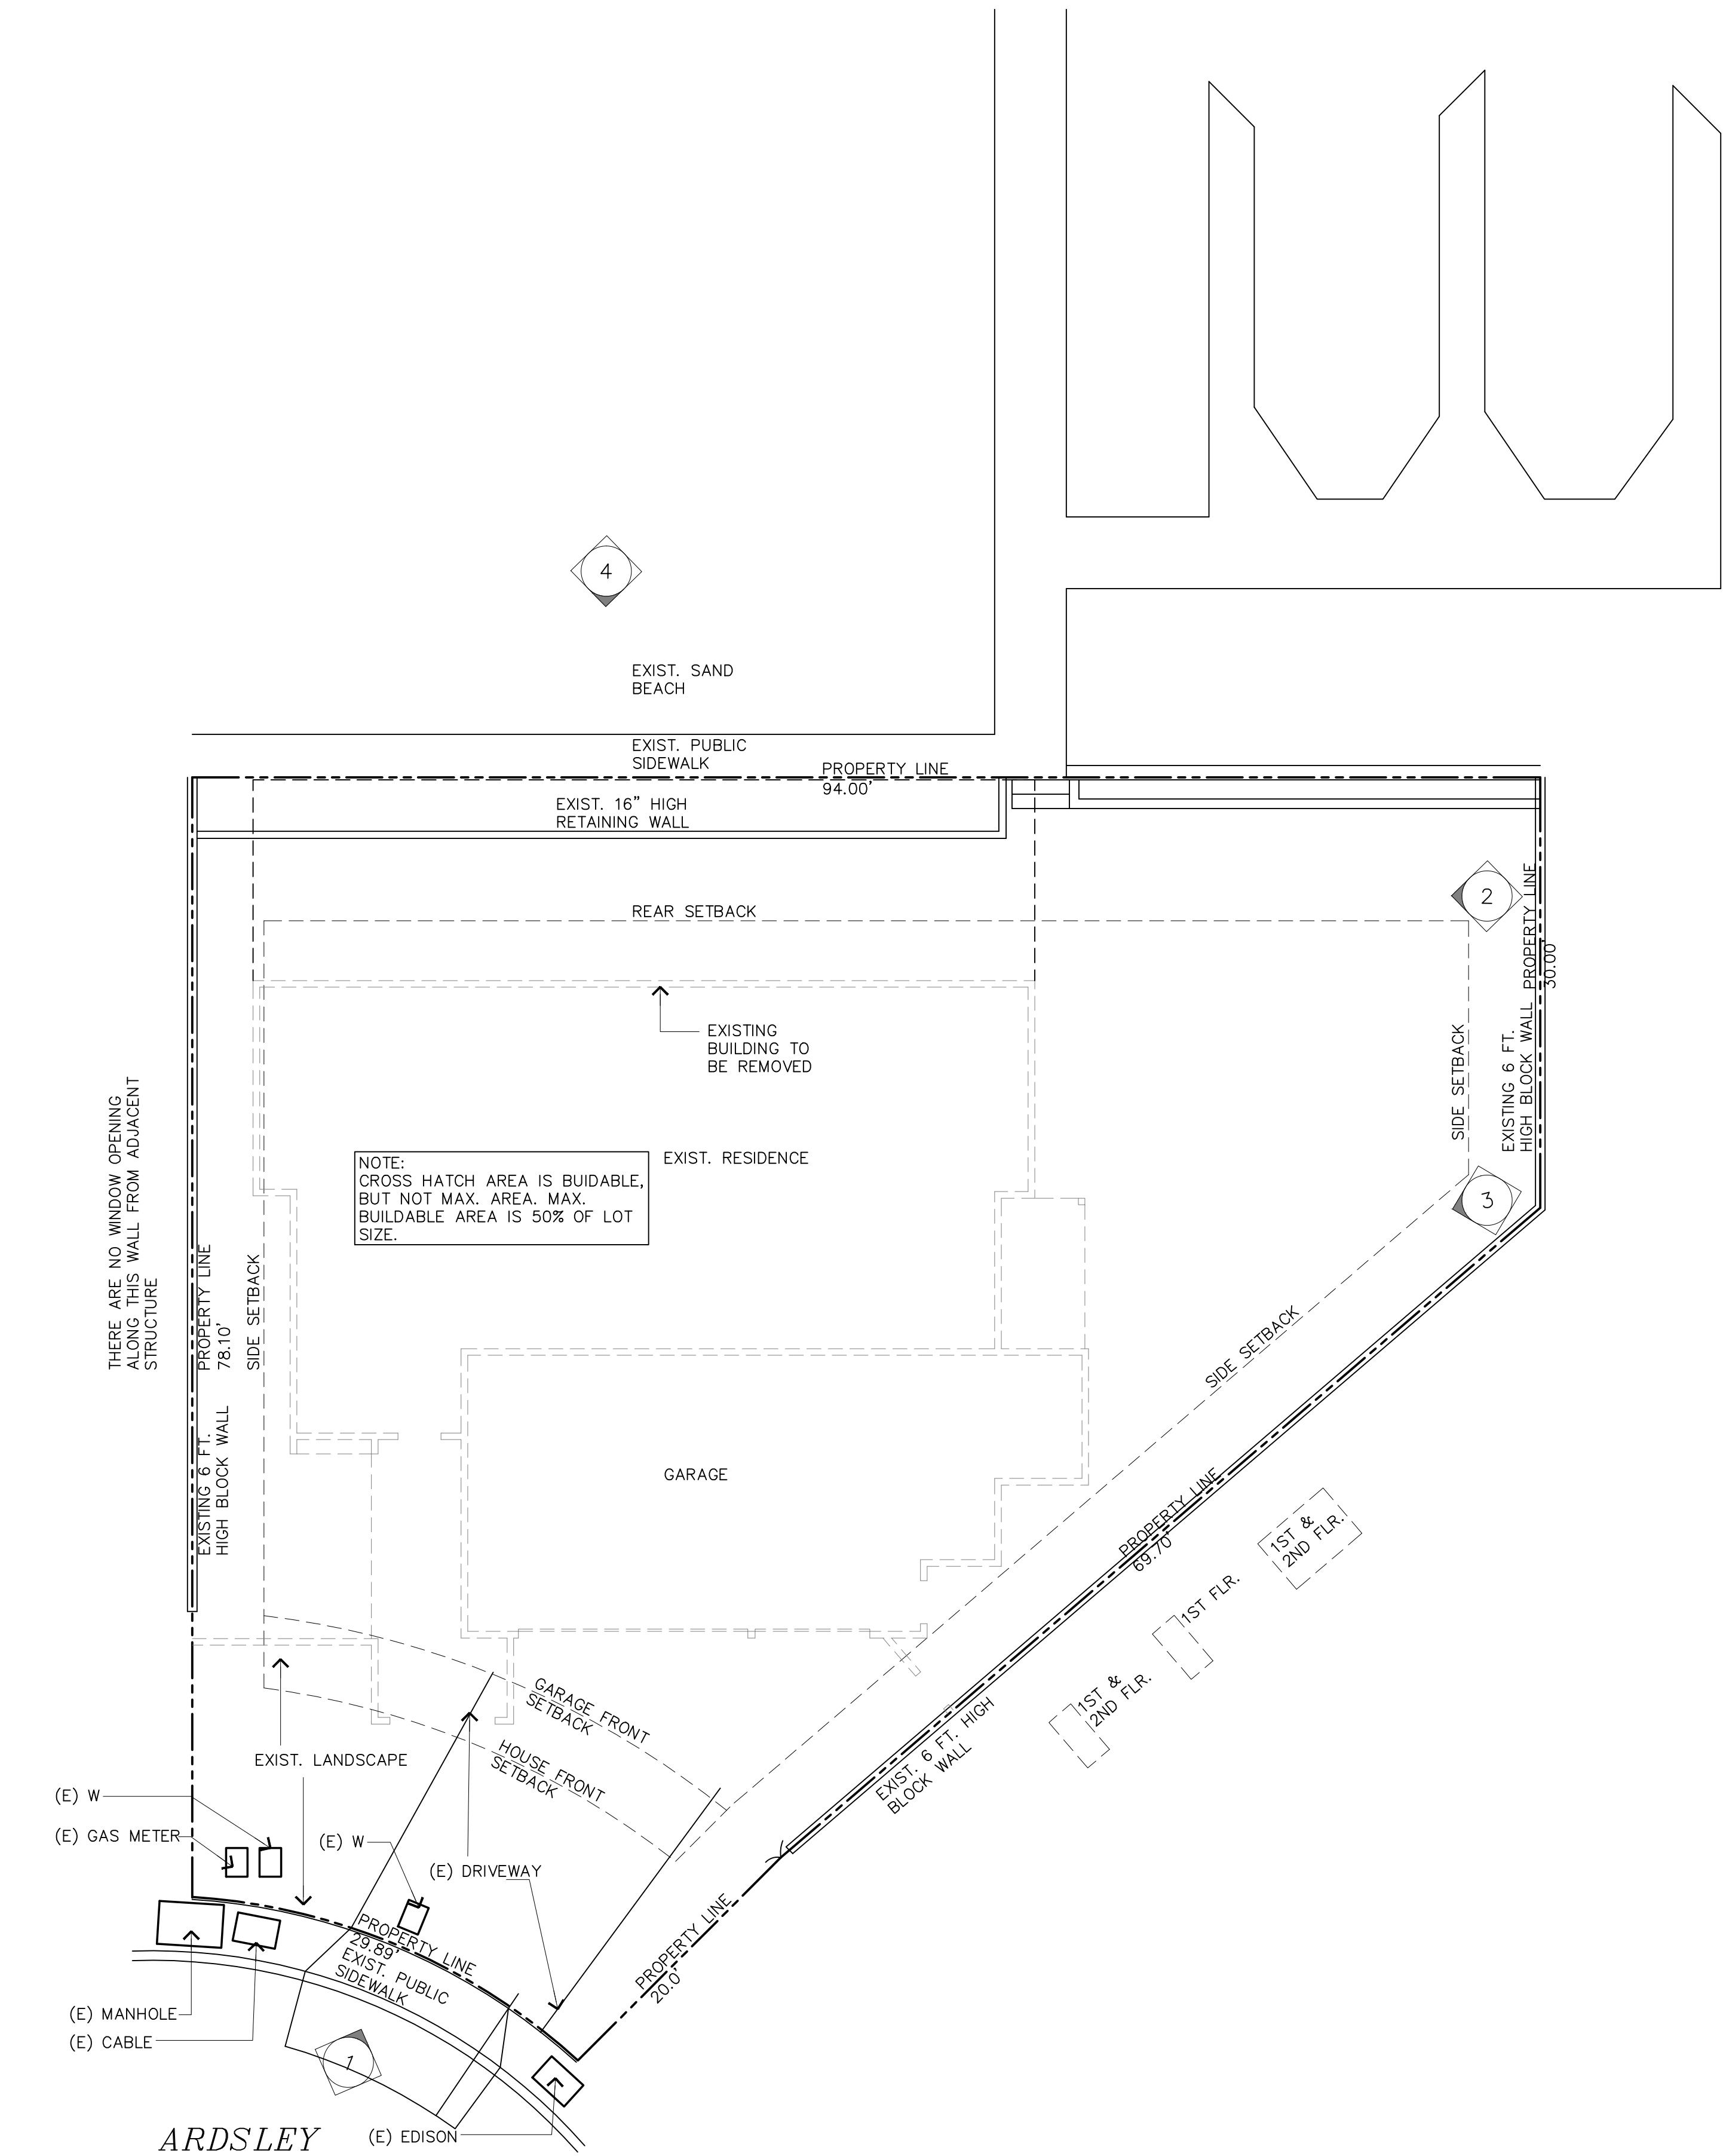 4
EXIST. SAND
BEACH
EXIST. PUBLIC
SIDEWALK
PROPERTY LINE
94.00'
EXIST. 16" HIGH
RETAINING WALL
2
REAR SETBACK
PROPERTY LINE
30.00'
EXISTING
BUILDING TO
BE REMOVED
SIDE SETBACK
EXISTING 6 FT.
HIGH BLOCK WALL
THERE ARE NO WINDOW OPENING
ALONG THIS WALL FROM ADJACENT
STRUCTURE
NOTE:
CROSS HATCH AREA IS BUIDABLE,
BUT NOT MAX. AREA. MAX.
BUILDABLE AREA IS 50% OF LOT
SIZE.
EXIST. RESIDENCE
3
PROPERTY LINE
78.10'
SIDE SETBACK
SIDE SETBACK
EXISTING 6 FT.
HIGH BLOCK WALL
GARAGE
PROPERTY LINE
69.70'
1ST &
2ND FLR.
1ST FLR.
1ST &
2ND FLR.
GARAGE FRONT
SETBACK
EXIST. 6 FT. HIGH
BLOCK WALL
HOUSE FRONT
SETBACK
EXIST. LANDSCAPE
(E) W
(E) GAS METER
(E) W
(E) DRIVEWAY
PROPERTY LINE
29.89'
EXIST. PUBLIC
SIDEWALK
PROPERTY LINE
20.0'
(E) MANHOLE
(E) CABLE
1
ARDSLEY
(E) EDISON